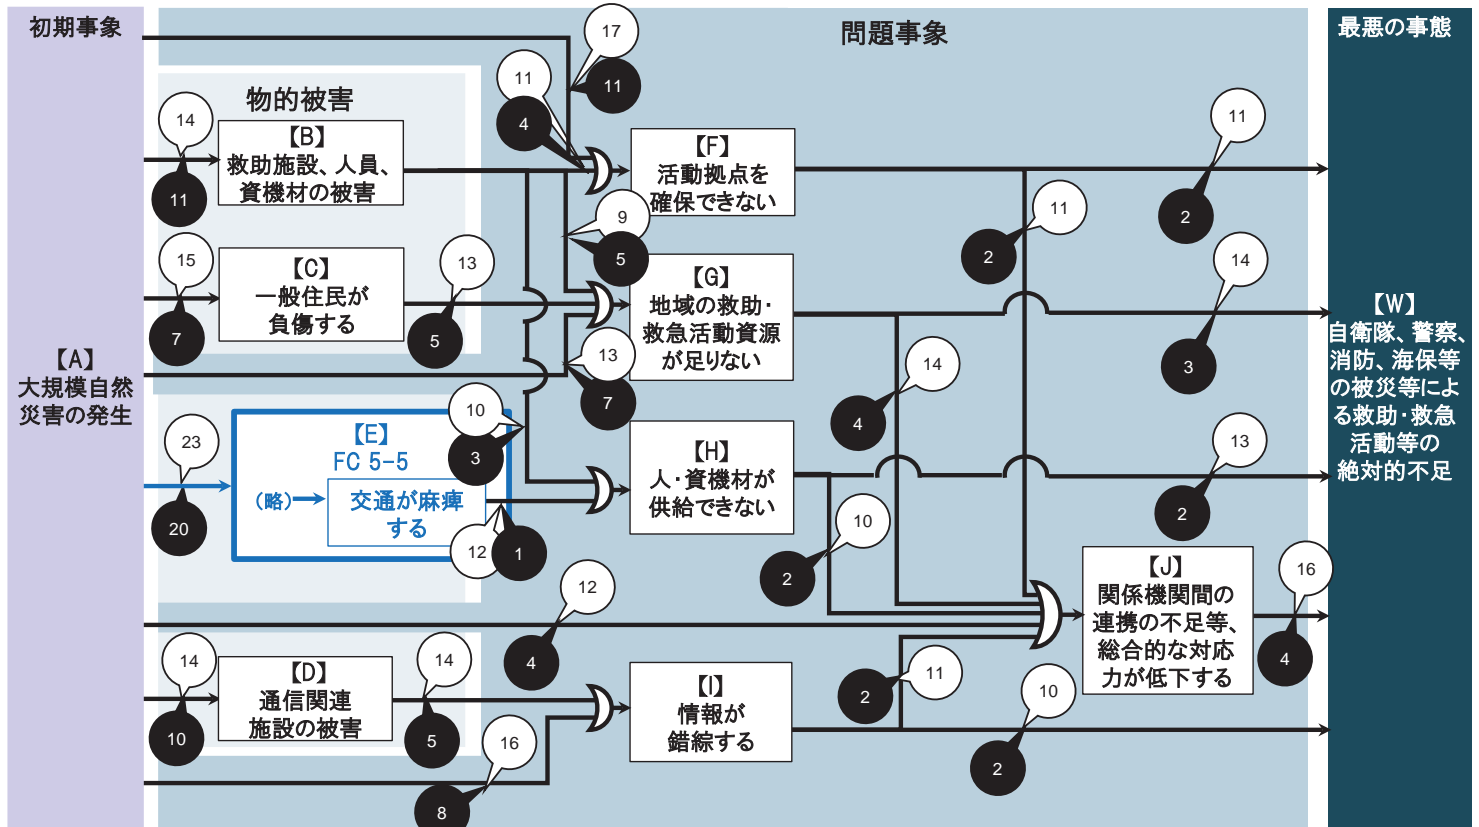 初期事象
問題事象
最悪の事態
物的被害
【A】
大規模自然
災害の発生
【B】
救助施設、人員、
資機材の被害
【C】
一般住民が
負傷する
【E】
FC 5-5
(略)
交通が麻痺
する
【D】
通信関連
施設の被害
【F】
活動拠点を
確保できない
【G】
地域の救助・
救急活動資源
が足りない
【H】
人・資機材が
供給できない
【I】
情報が
錯綜する
【J】
関係機関間の
連携の不足等、
総合的な対応
力が低下する
【W】
自衛隊、警察、
消防、海保等
の被災等によ
る救助・救急
活動等の
絶対的不足
17
11
11
4
14
11
15
7
13
5
9
5
13
7
10
3
23
20
12
1
12
4
14
10
14
5
16
8
11
2
11
2
14
3
14
4
13
2
10
2
16
4
11
2
10
2